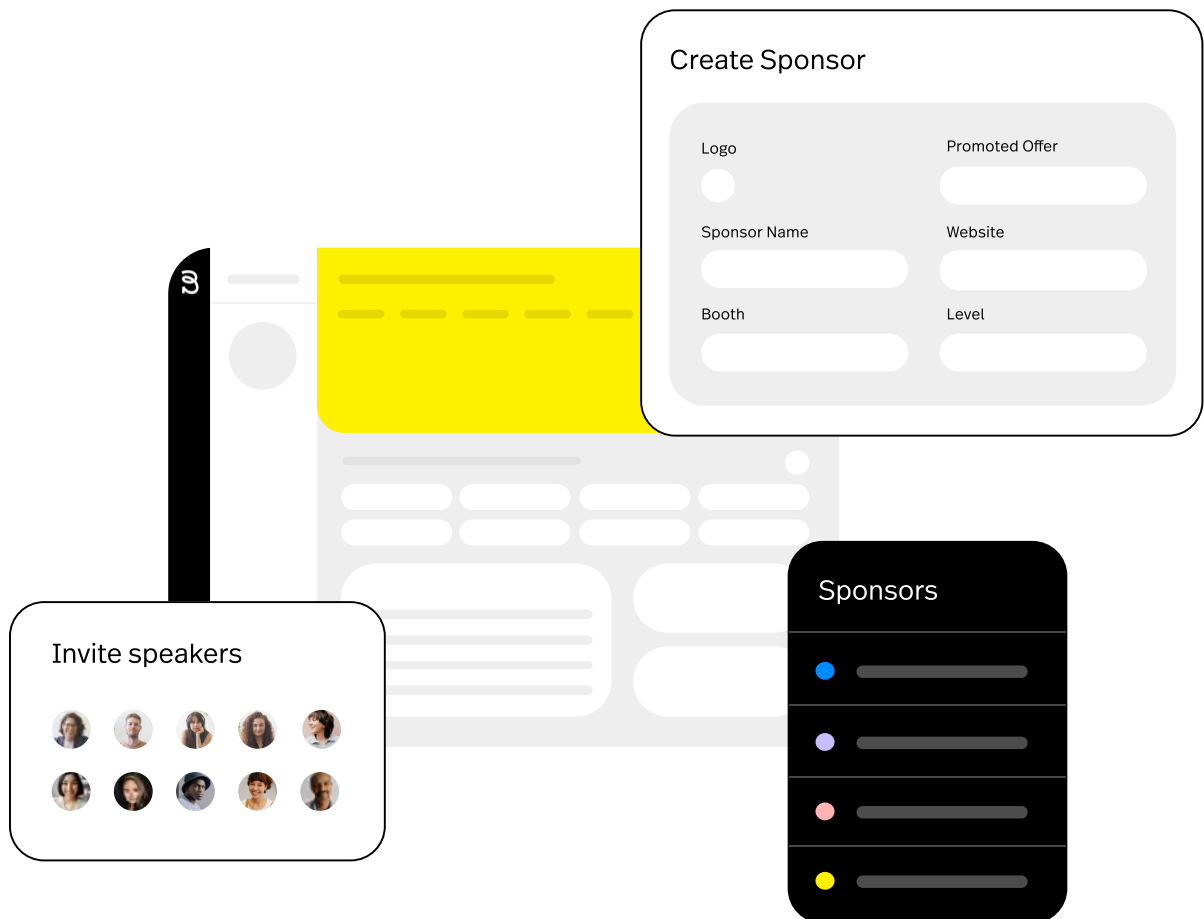 Create Sponsor
Logo
Promoted Offer
Sponsor Name
Website
Booth
Level
Sponsors
Invite speakers